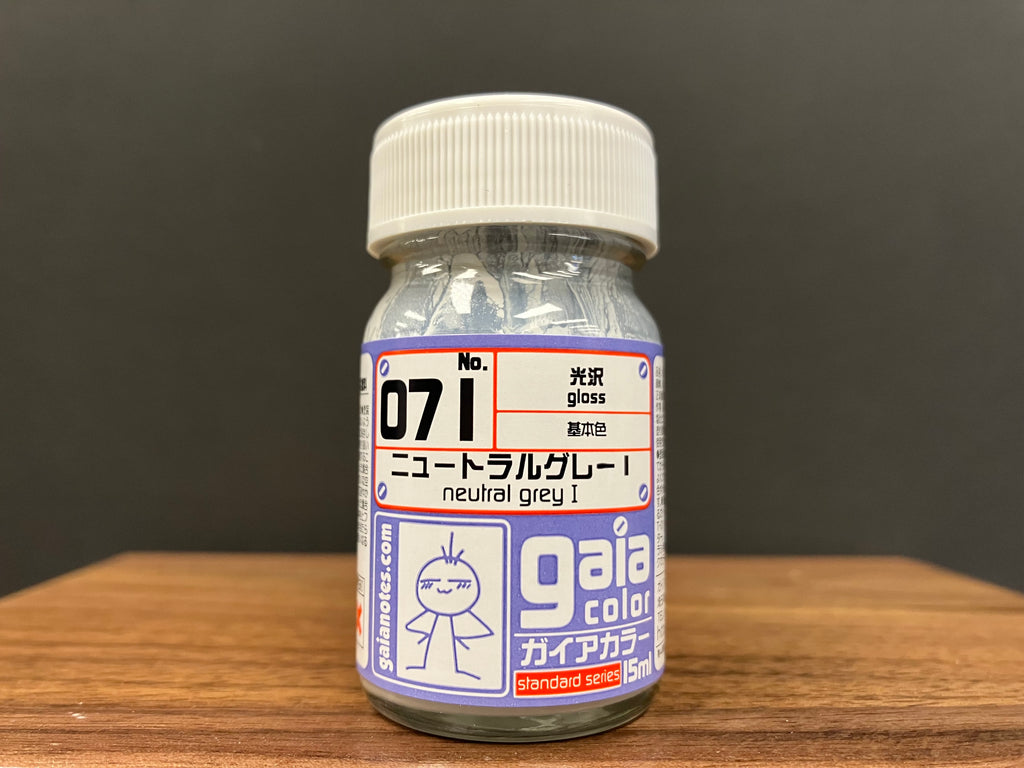 No.
071
光沢
gloss
基本色
ニュートラルグレー I
neutral grey I
gaianotes.com
gaia
color
ガイアカラー
standard series
15ml